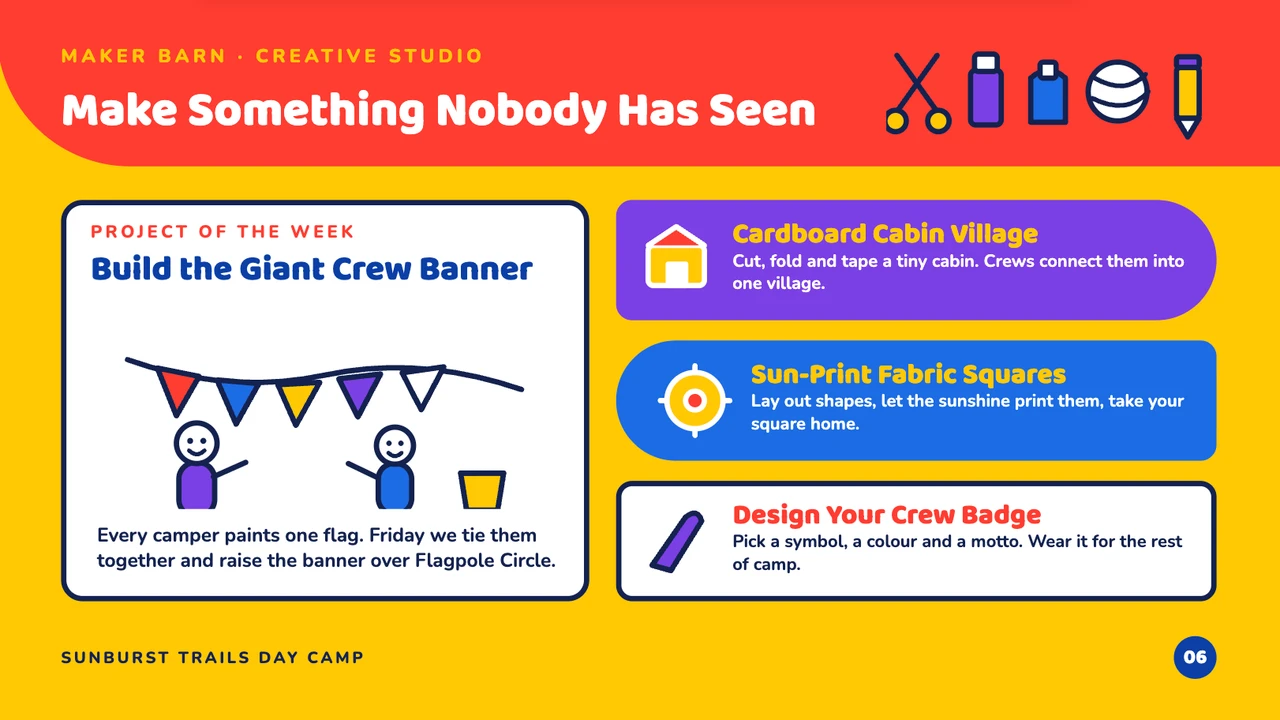 MAKER BARN · CREATIVE STUDIO
Make Something Nobody Has Seen
PROJECT OF THE WEEK
Build the Giant Crew Banner
Every camper paints one flag. Friday we tie them
together and raise the banner over Flagpole Circle.
Cardboard Cabin Village
Cut, fold and tape a tiny cabin. Crews connect them into
one village.
Sun-Print Fabric Squares
Lay out shapes, let the sunshine print them, take your
square home.
Design Your Crew Badge
Pick a symbol, a colour and a motto. Wear it for the rest
of camp.
SUNBURST TRAILS DAY CAMP
06